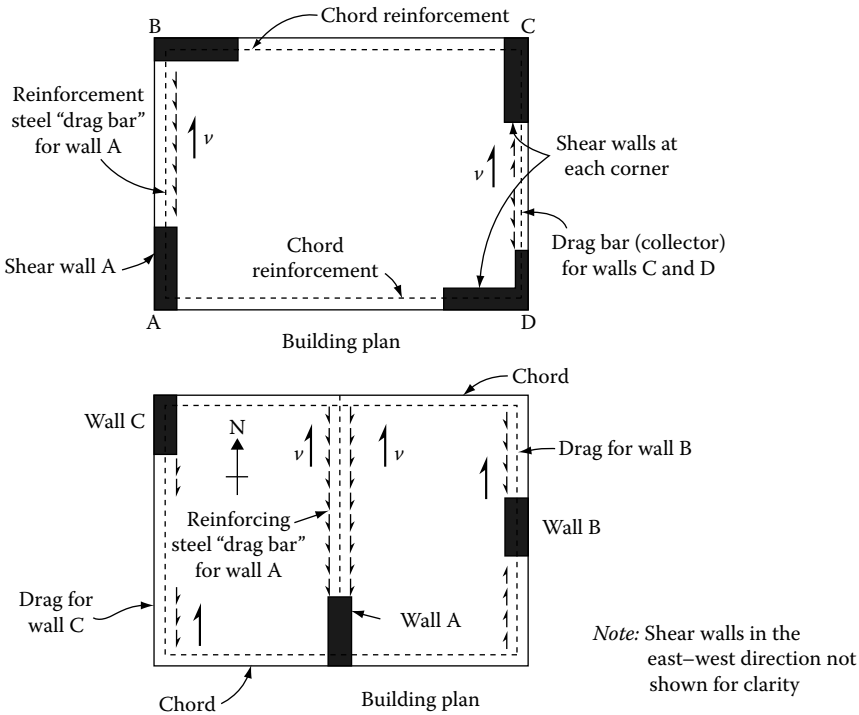 Chord reinforcement
B
C
Reinforcement
steel “drag bar”
for wall A
v
v
Shear walls at
each corner
Shear wall A
Chord
reinforcement
Drag bar (collector)
for walls C and D
A
D
Building plan
Chord
Wall C
N
v
v
Drag for wall B
Reinforcing
steel “drag bar”
for wall A
Wall B
Drag for
wall C
Wall A
Note: Shear walls in the
east–west direction not
shown for clarity
Chord
Building plan